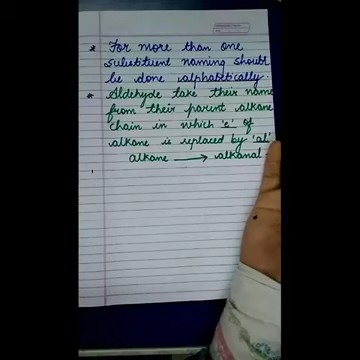 * For more than one
substituent naming should
be done alphabetically.
* Aldehyde take their name
from their parent alkane
chain in which 'e' of
alkane is replaced by 'al'
alkane → alkanal